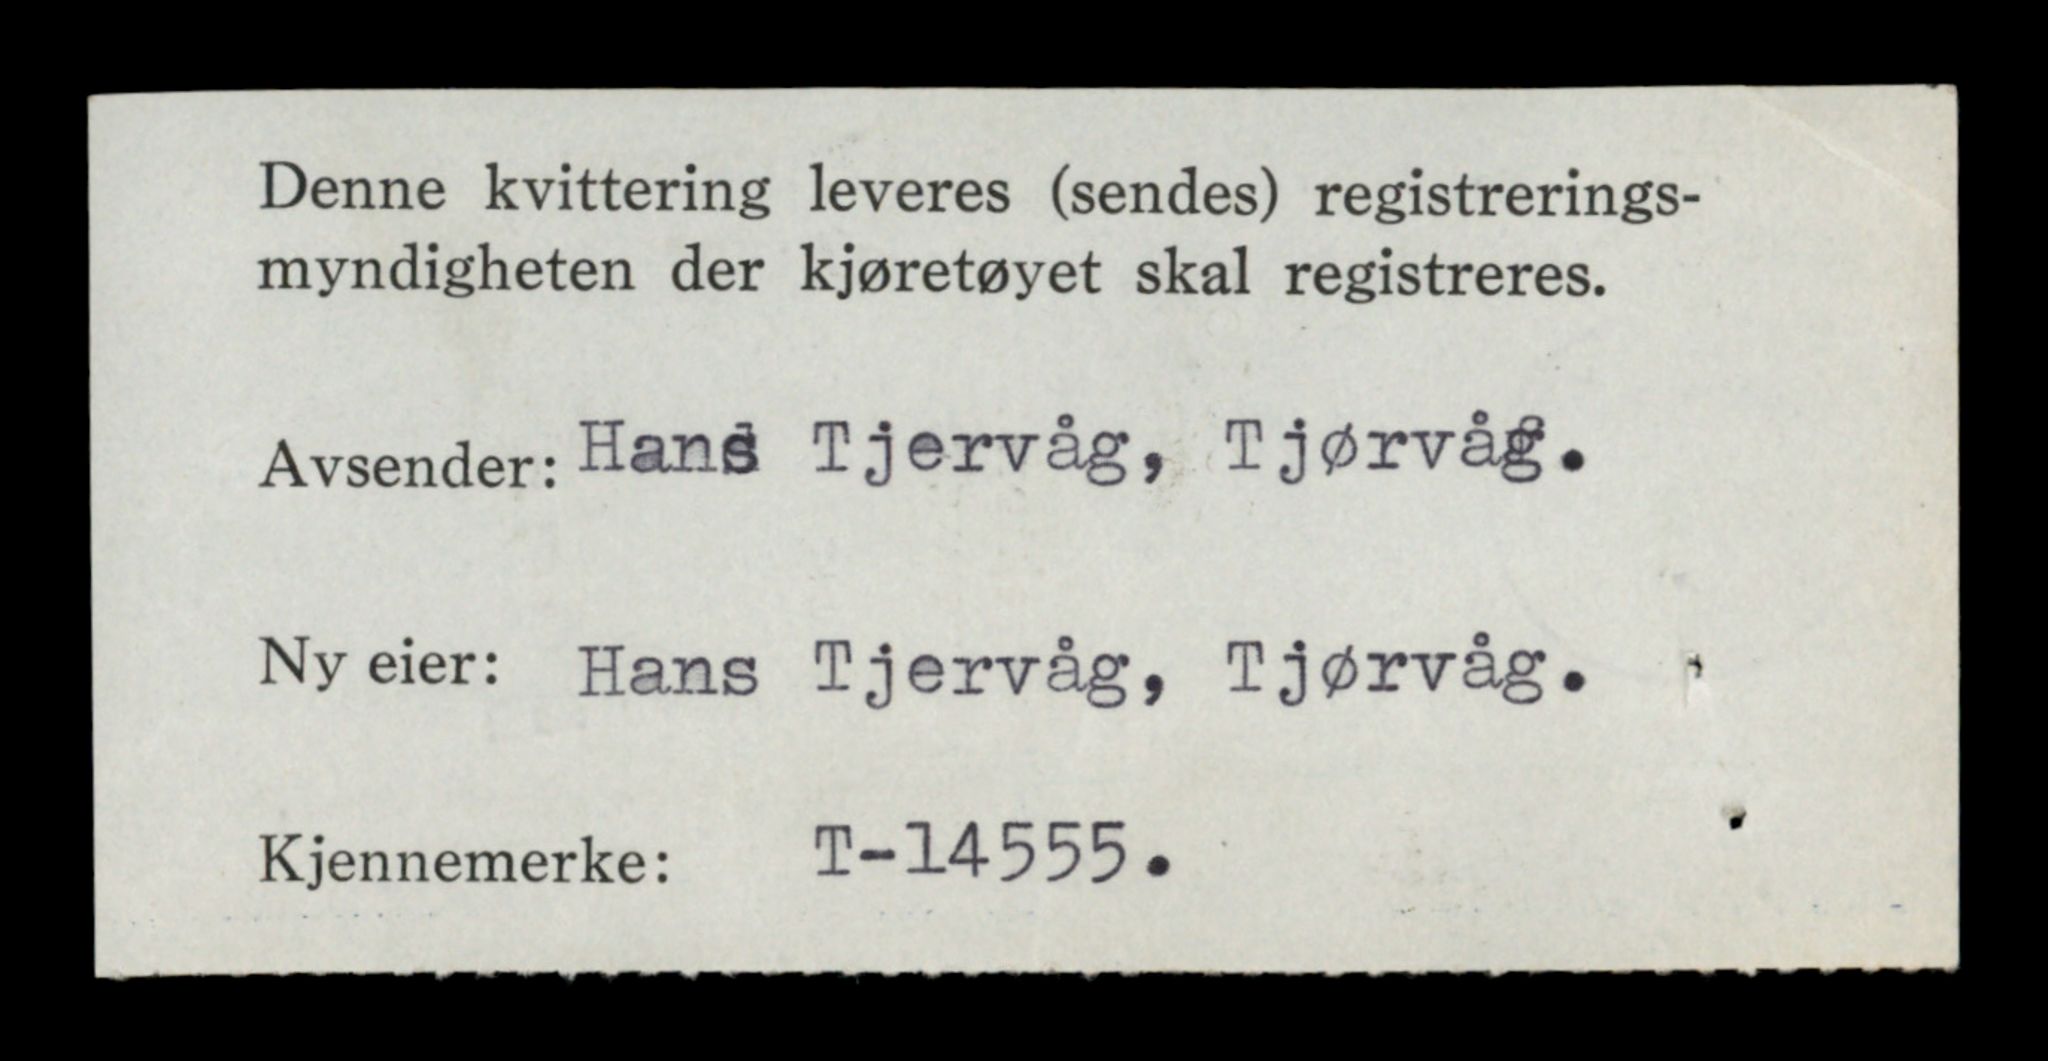 Denne kvittering leveres (sendes) registrerings-
myndigheten der kjøretøyet skal registreres.
Avsender: Hans Tjervåg, Tjørvåg.
Ny eier: Hans Tjervåg, Tjørvåg.
Kjennemerke: T-14555.